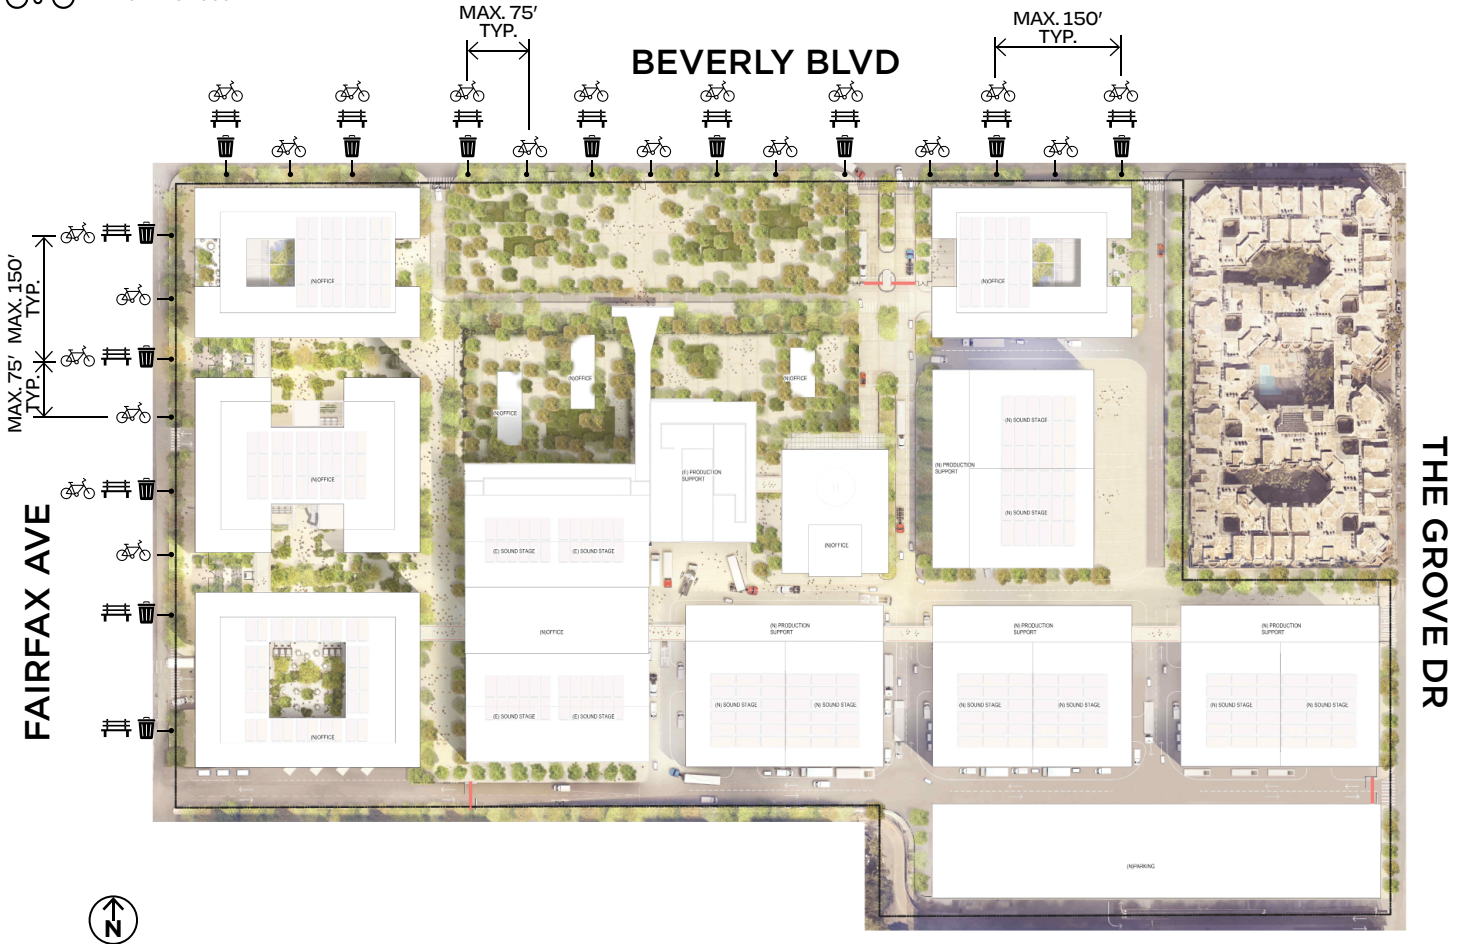 MAX. 75'
TYP.
MAX. 150'
TYP.
BEVERLY BLVD
MAX. 150'
TYP.
MAX. 75'
TYP.
FAIRFAX AVE
THE GROVE DR
(N)OFFICE
(N)OFFICE
(N)OFFICE
(N)OFFICE
(N)OFFICE
(N)OFFICE
(N) SOUND STAGE
(N) PRODUCTION
SUPPORT
(E) PRODUCTION
SUPPORT
(N)OFFICE
(N) SOUND STAGE
(E) SOUND STAGE
(E) SOUND STAGE
(N)OFFICE
(N)OFFICE
(N) PRODUCTION
SUPPORT
(N) PRODUCTION
SUPPORT
(N) PRODUCTION
SUPPORT
(E) SOUND STAGE
(E) SOUND STAGE
(N) SOUND STAGE
(N) SOUND STAGE
(N) SOUND STAGE
(N) SOUND STAGE
(N) SOUND STAGE
(N) SOUND STAGE
(N)OFFICE
(N)PARKING
N